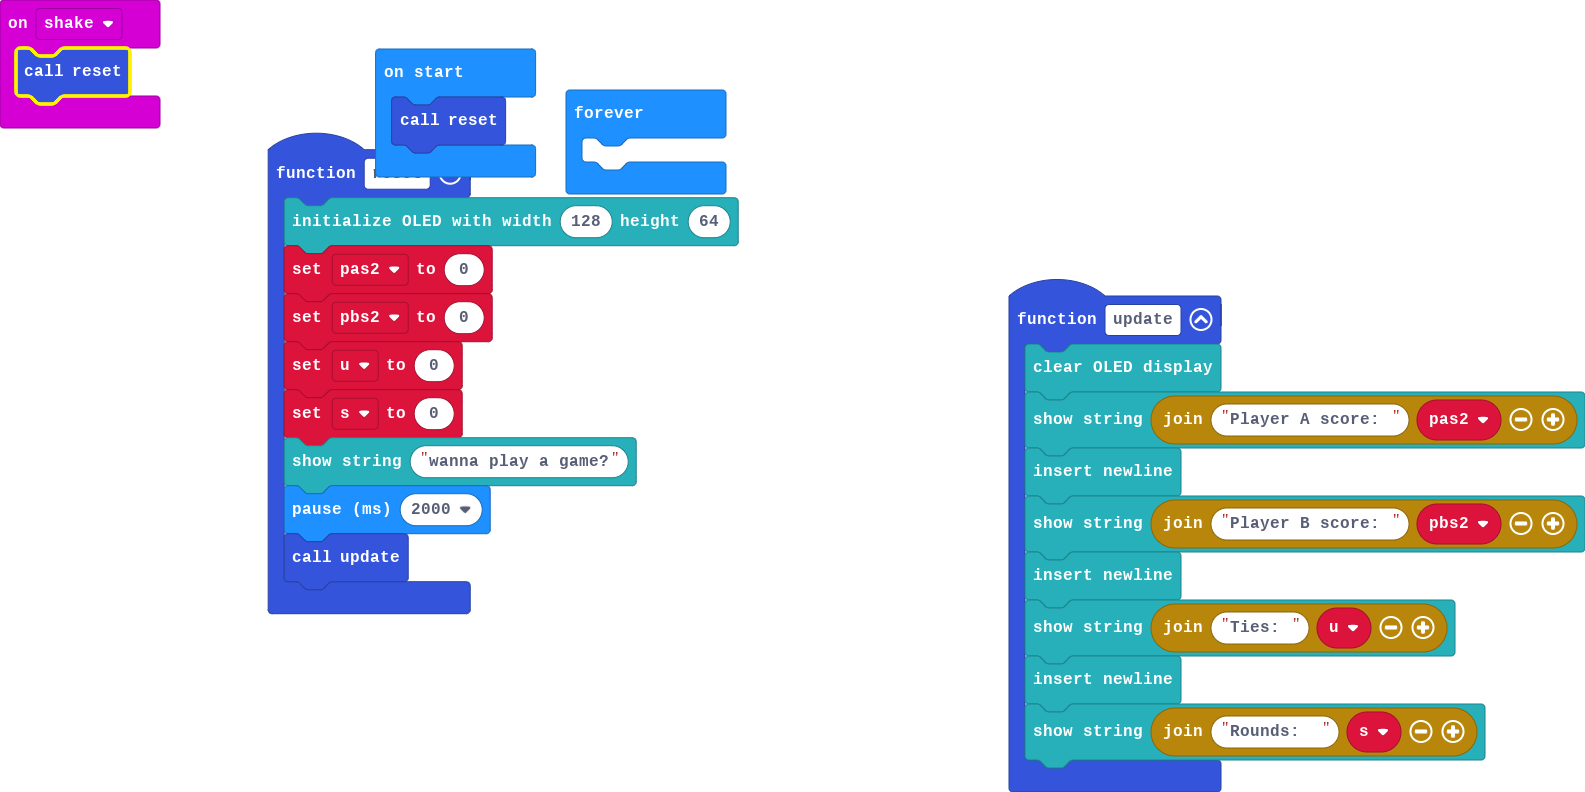 on shake
call reset
on start
call reset
forever
function
initialize OLED with width 128 height 64
set pas2 to 0
set pbs2 to 0
set u to 0
set s to 0
show string "wanna play a game?"
pause (ms) 2000
call update
function update
clear OLED display
show string join "Player A score: " pas2
insert newline
show string join "Player B score: " pbs2
insert newline
show string join "Ties: " u
insert newline
show string join "Rounds:  " s